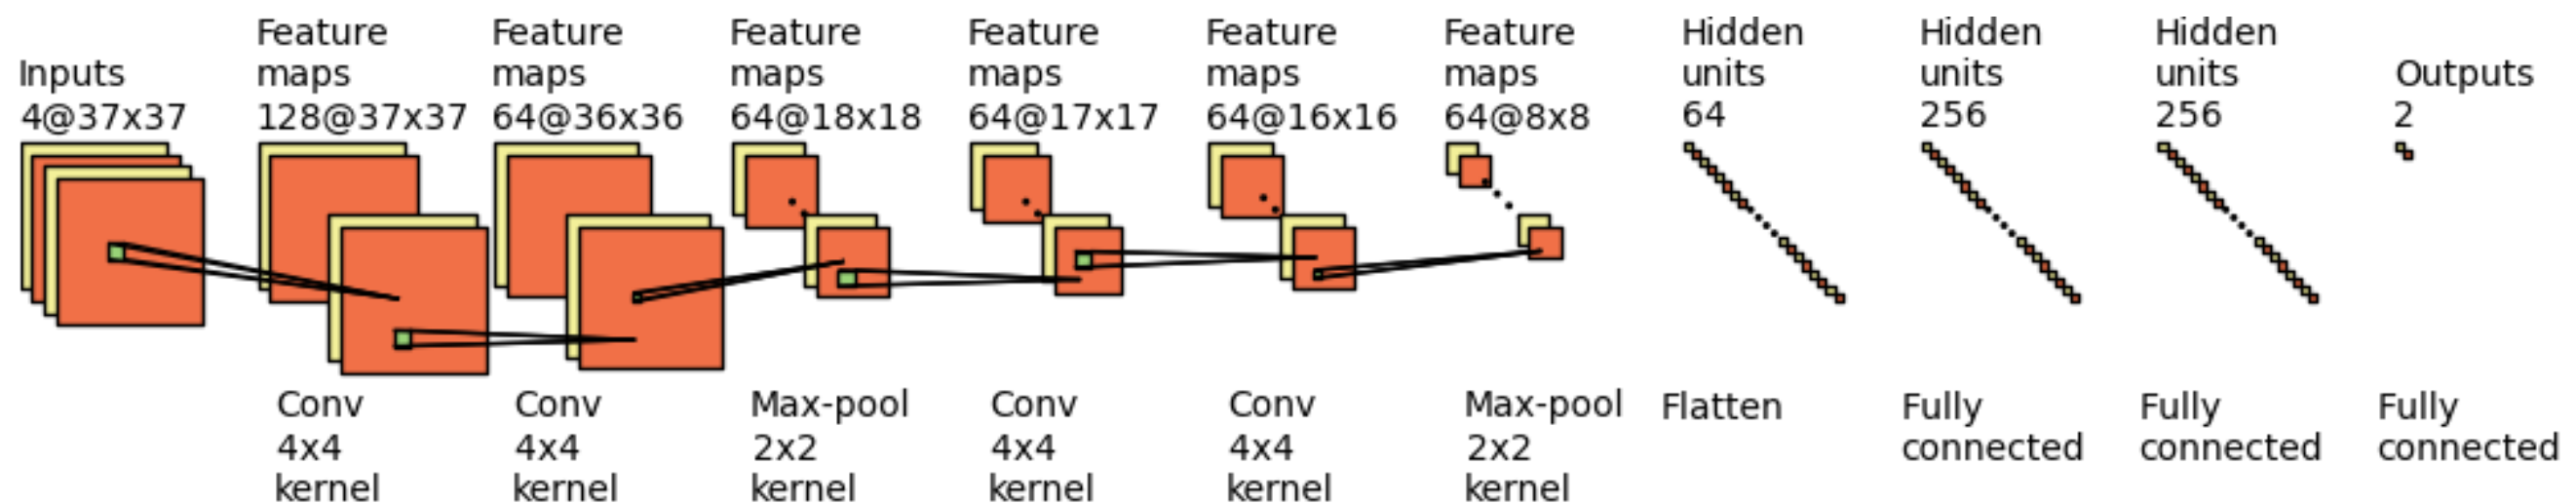 Inputs
4@37x37
Feature
maps
128@37x37
Feature
maps
64@36x36
Feature
maps
64@18x18
Feature
maps
64@17x17
Feature
maps
64@16x16
Feature
maps
64@8x8
Hidden
units
64
Hidden
units
256
Hidden
units
256
Outputs
2
Conv
4x4
kernel
Conv
4x4
kernel
Max-pool
2x2
kernel
Conv
4x4
kernel
Conv
4x4
kernel
Max-pool
2x2
kernel
Flatten
Fully
connected
Fully
connected
Fully
connected